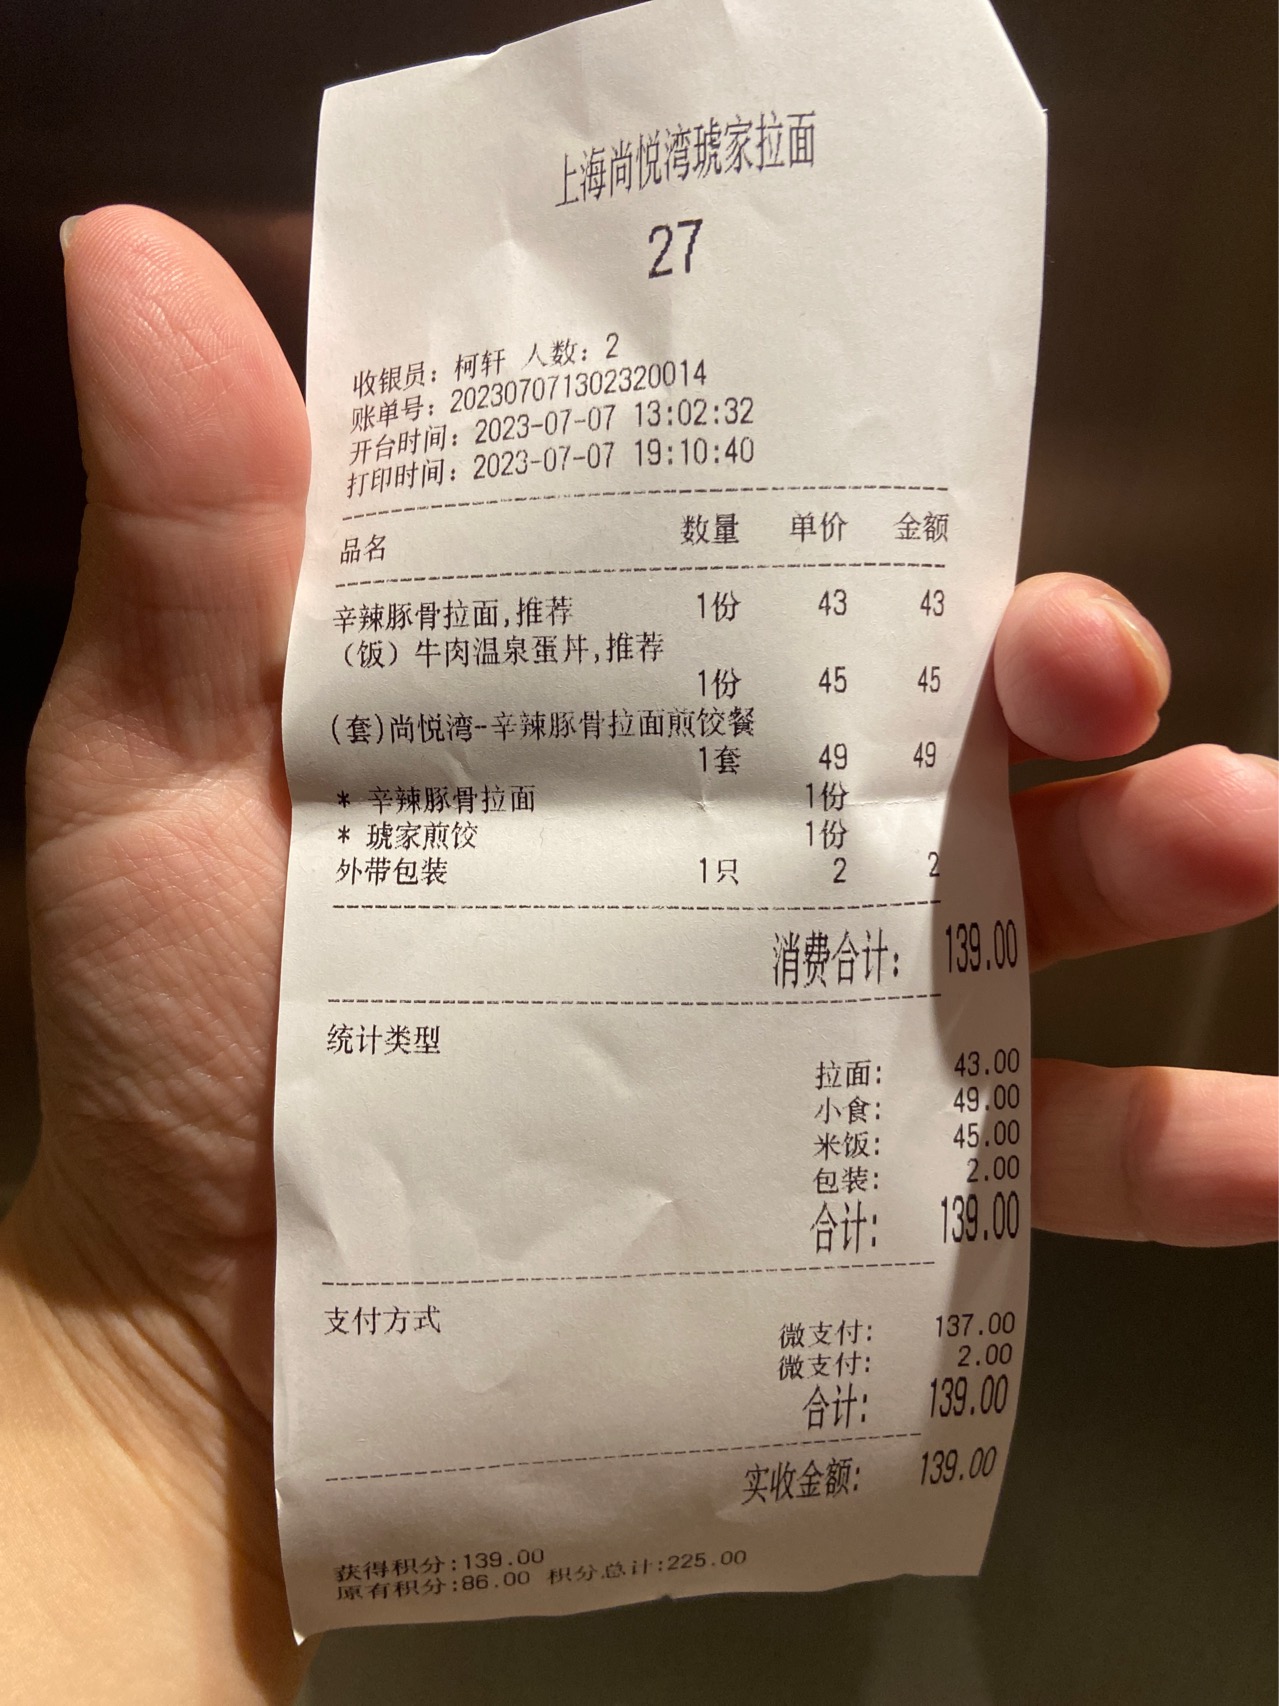 上海尚悦湾琥家拉面
27
收银员：柯轩 人数：2
账单号：202307071302320014
开台时间：2023-07-07 13:02:32
打印时间：2023-07-07 19:10:40
品名 数量 单价 金额
辛辣豚骨拉面,推荐 1份 43 43
（饭）牛肉温泉蛋丼,推荐
1份 45 45
(套)尚悦湾-辛辣豚骨拉面煎饺餐
1套 49 49
* 辛辣豚骨拉面 1份
* 琥家煎饺 1份
外带包装 1只 2 2
消费合计：139.00
统计类型
拉面: 43.00
小食: 49.00
米饭: 45.00
包装: 2.00
合计: 139.00
支付方式
微支付: 137.00
微支付: 2.00
合计: 139.00
实收金额: 139.00
获得积分:139.00
原有积分:86.00 积分总计:225.00